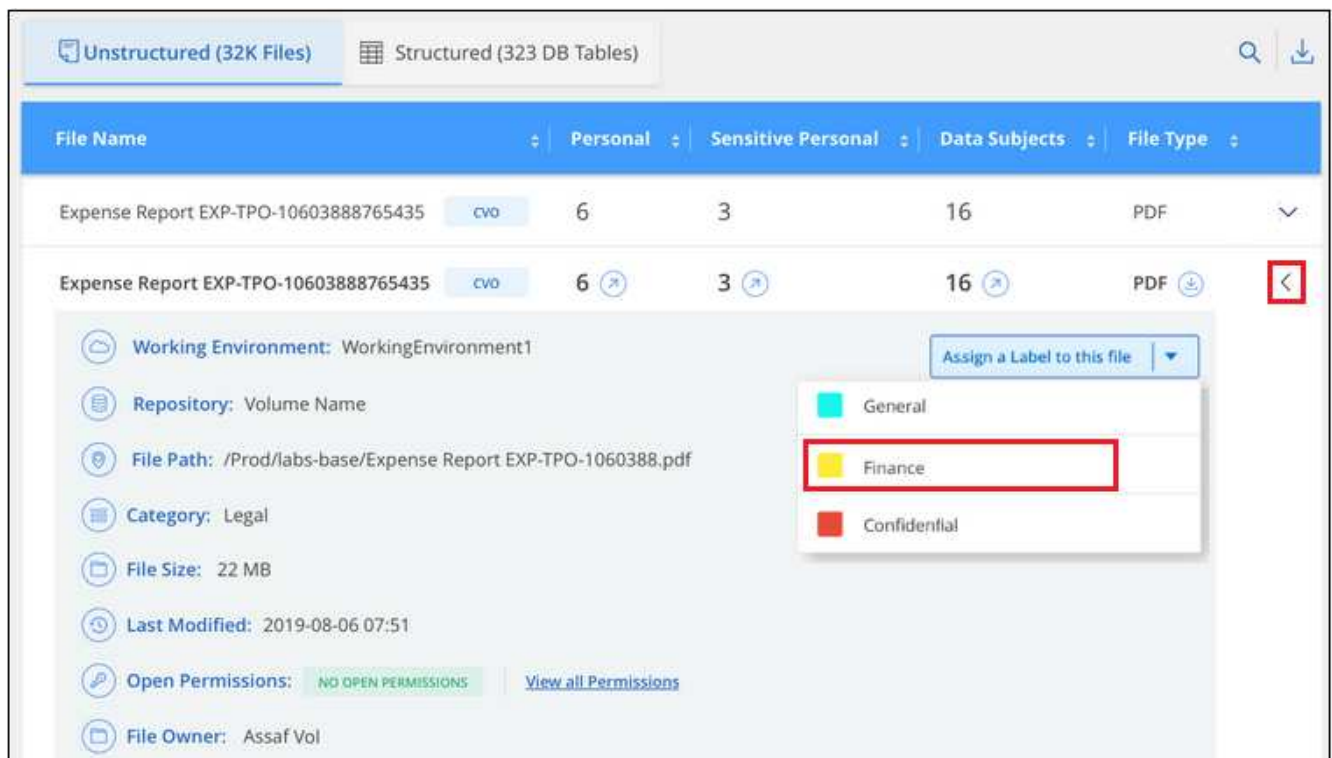 Unstructured (32K Files) Structured (323 DB Tables)
File Name Personal Sensitive Personal Data Subjects File Type
Expense Report EXP-TPO-10603888765435 CVO 6 3 16 PDF
Expense Report EXP-TPO-10603888765435 CVO 6 3 16 PDF
Working Environment: WorkingEnvironment1
Assign a Label to this file
Repository: Volume Name
General
File Path: /Prod/labs-base/Expense Report EXP-TPO-1060388.pdf
Finance
Category: Legal
Confidential
File Size: 22 MB
Last Modified: 2019-08-06 07:51
Open Permissions: NO OPEN PERMISSIONS View all Permissions
File Owner: Assaf Vol